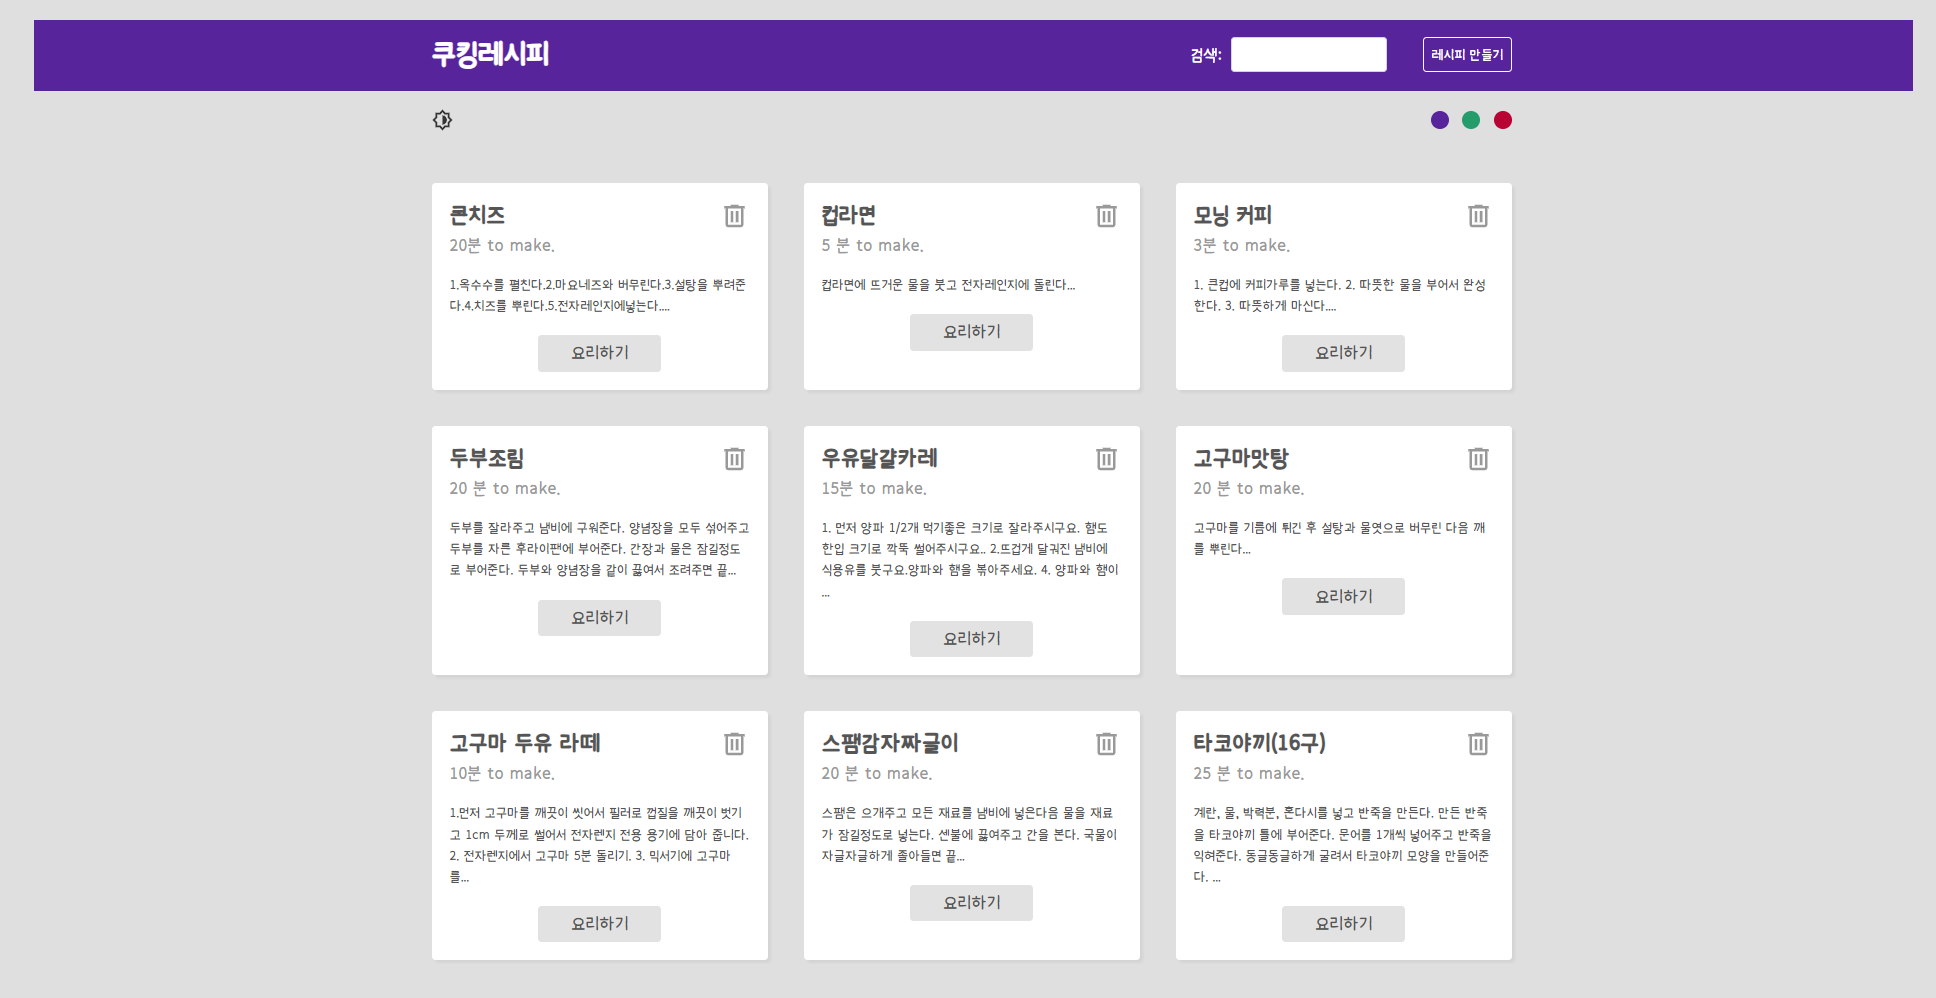 쿠킹레시피
검색:
레시피 만들기
콘치즈
20분 to make.
1.옥수수를 펼친다.2.마요네즈와 버무린다.3.설탕을 뿌려준
다.4.치즈를 뿌린다.5.전자레인지에넣는다....
요리하기
컵라면
5 분 to make.
컵라면에 뜨거운 물을 붓고 전자레인지에 돌린다...
요리하기
모닝 커피
3분 to make.
1. 큰컵에 커피가루를 넣는다. 2. 따뜻한 물을 부어서 완성
한다. 3. 따뜻하게 마신다....
요리하기
두부조림
20 분 to make.
두부를 잘라주고 냄비에 구워준다. 양념장을 모두 섞어주고
두부를 자른 후라이팬에 부어준다. 간장과 물은 잠길정도
로 부어준다. 두부와 양념장을 같이 끓여서 조려주면 끝...
요리하기
우유달걀카레
15분 to make.
1. 먼저 양파 1/2개 먹기좋은 크기로 잘라주시구요. 햄도
한입 크기로 깍뚝 썰어주시구요.. 2.뜨겁게 달궈진 냄비에
식용유를 붓구요.양파와 햄을 볶아주세요. 4. 양파와 햄이
...
요리하기
고구마맛탕
20 분 to make.
고구마를 기름에 튀긴 후 설탕과 물엿으로 버무린 다음 깨
를 뿌린다...
요리하기
고구마 두유 라떼
10분 to make.
1.먼저 고구마를 깨끗이 씻어서 필러로 껍질을 깨끗이 벗기
고 1cm 두께로 썰어서 전자렌지 전용 용기에 담아 줍니다.
2. 전자렌지에서 고구마 5분 돌리기. 3. 믹서기에 고구마
를...
요리하기
스팸감자짜글이
20 분 to make.
스팸은 으개주고 모든 재료를 냄비에 넣은다음 물을 재료
가 잠길정도로 넣는다. 센불에 끓여주고 간을 본다. 국물이
자글자글하게 졸아들면 끝...
요리하기
타코야끼(16구)
25 분 to make.
계란, 물, 박력분, 혼다시를 넣고 반죽을 만든다. 만든 반죽
을 타코야끼 틀에 부어준다. 문어를 1개씩 넣어주고 반죽을
익혀준다. 동글동글하게 굴려서 타코야끼 모양을 만들어준
다. ...
요리하기